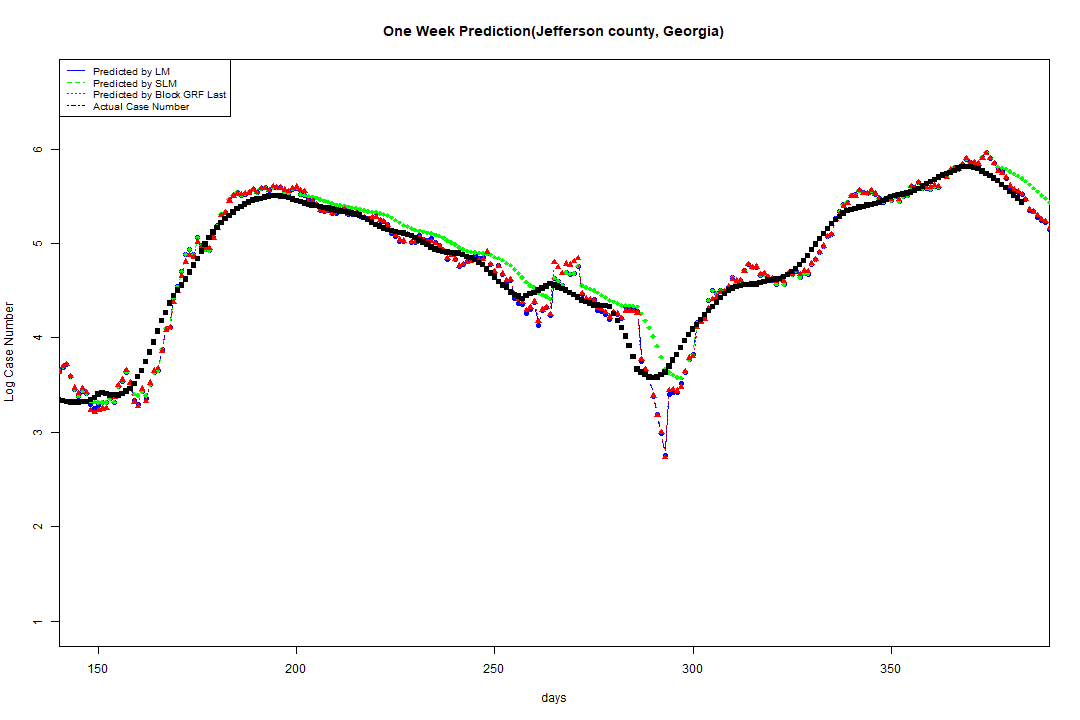 One Week Prediction(Jefferson county, Georgia)
Predicted by LM
Predicted by SLM
Predicted by Block GRF Last
Actual Case Number
6
5
4
3
2
1
Log Case Number
150 200 250 300 350
days